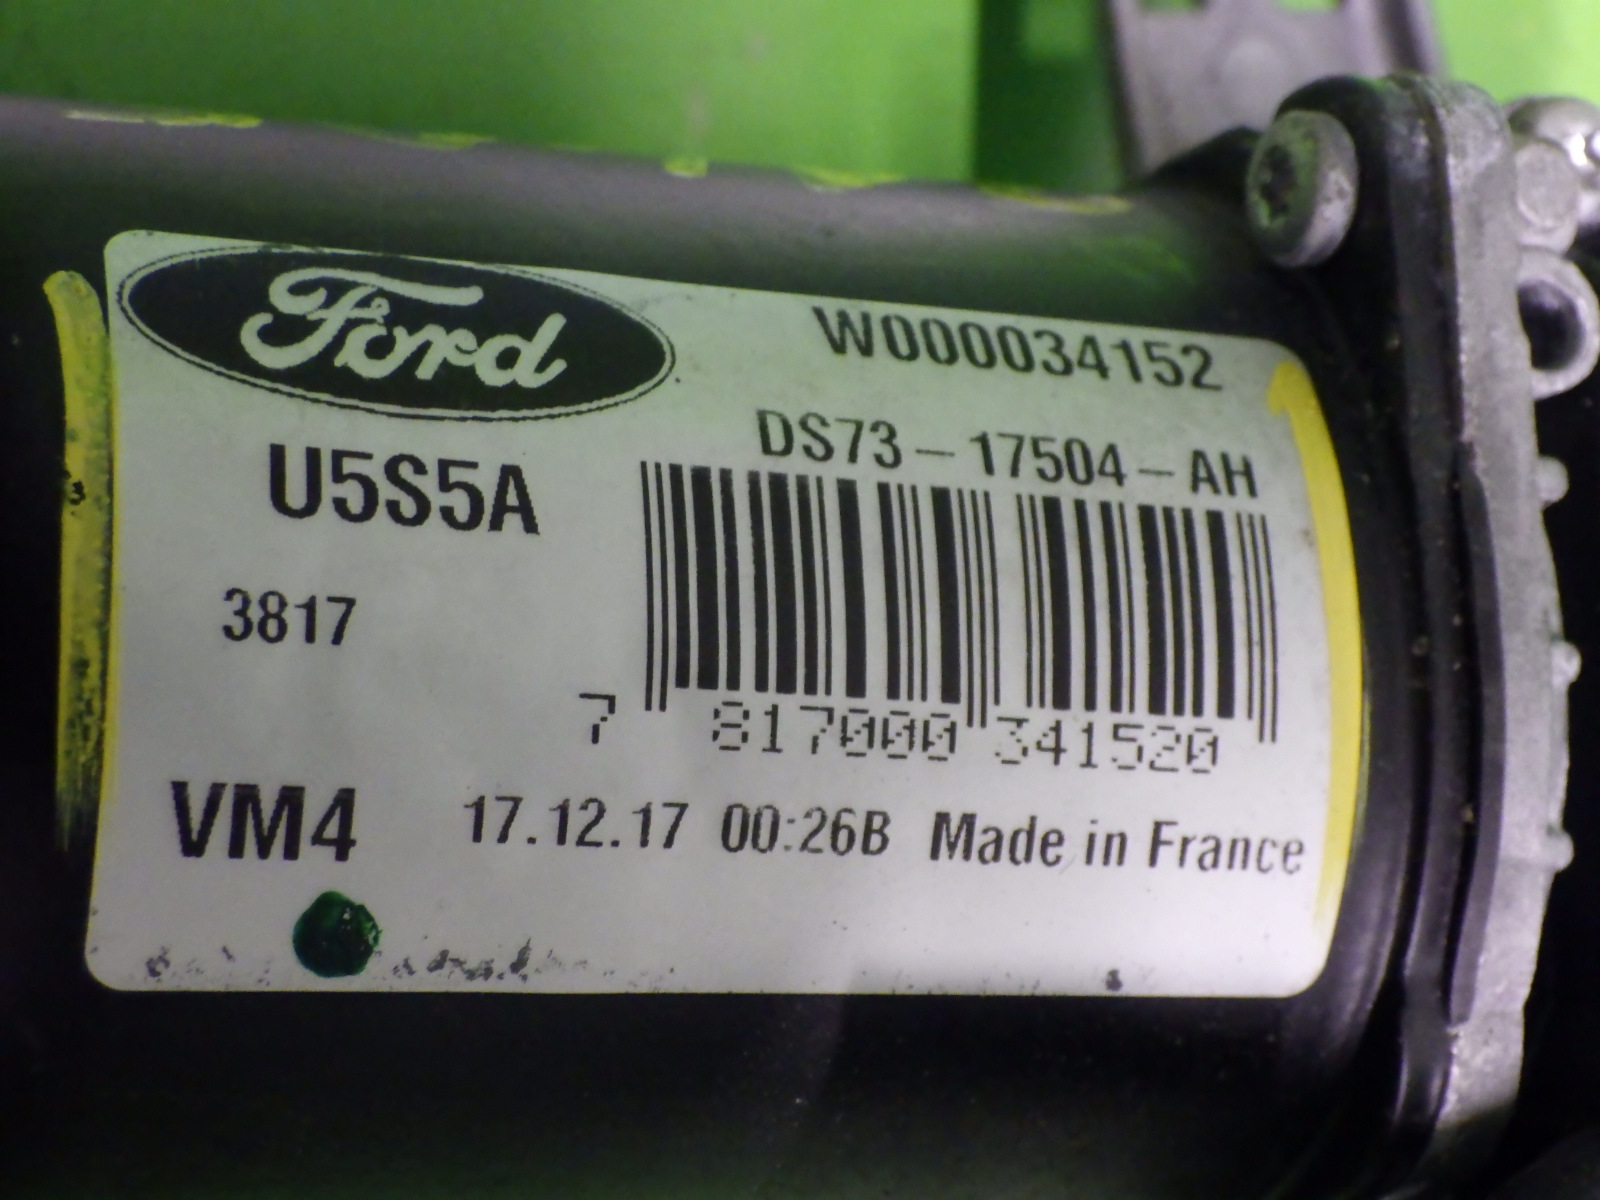 Ford
W000034152
DS73-17504-AH
U5S5A
3817
7 817000 341520
VM4 17.12.17 00:26B Made in France